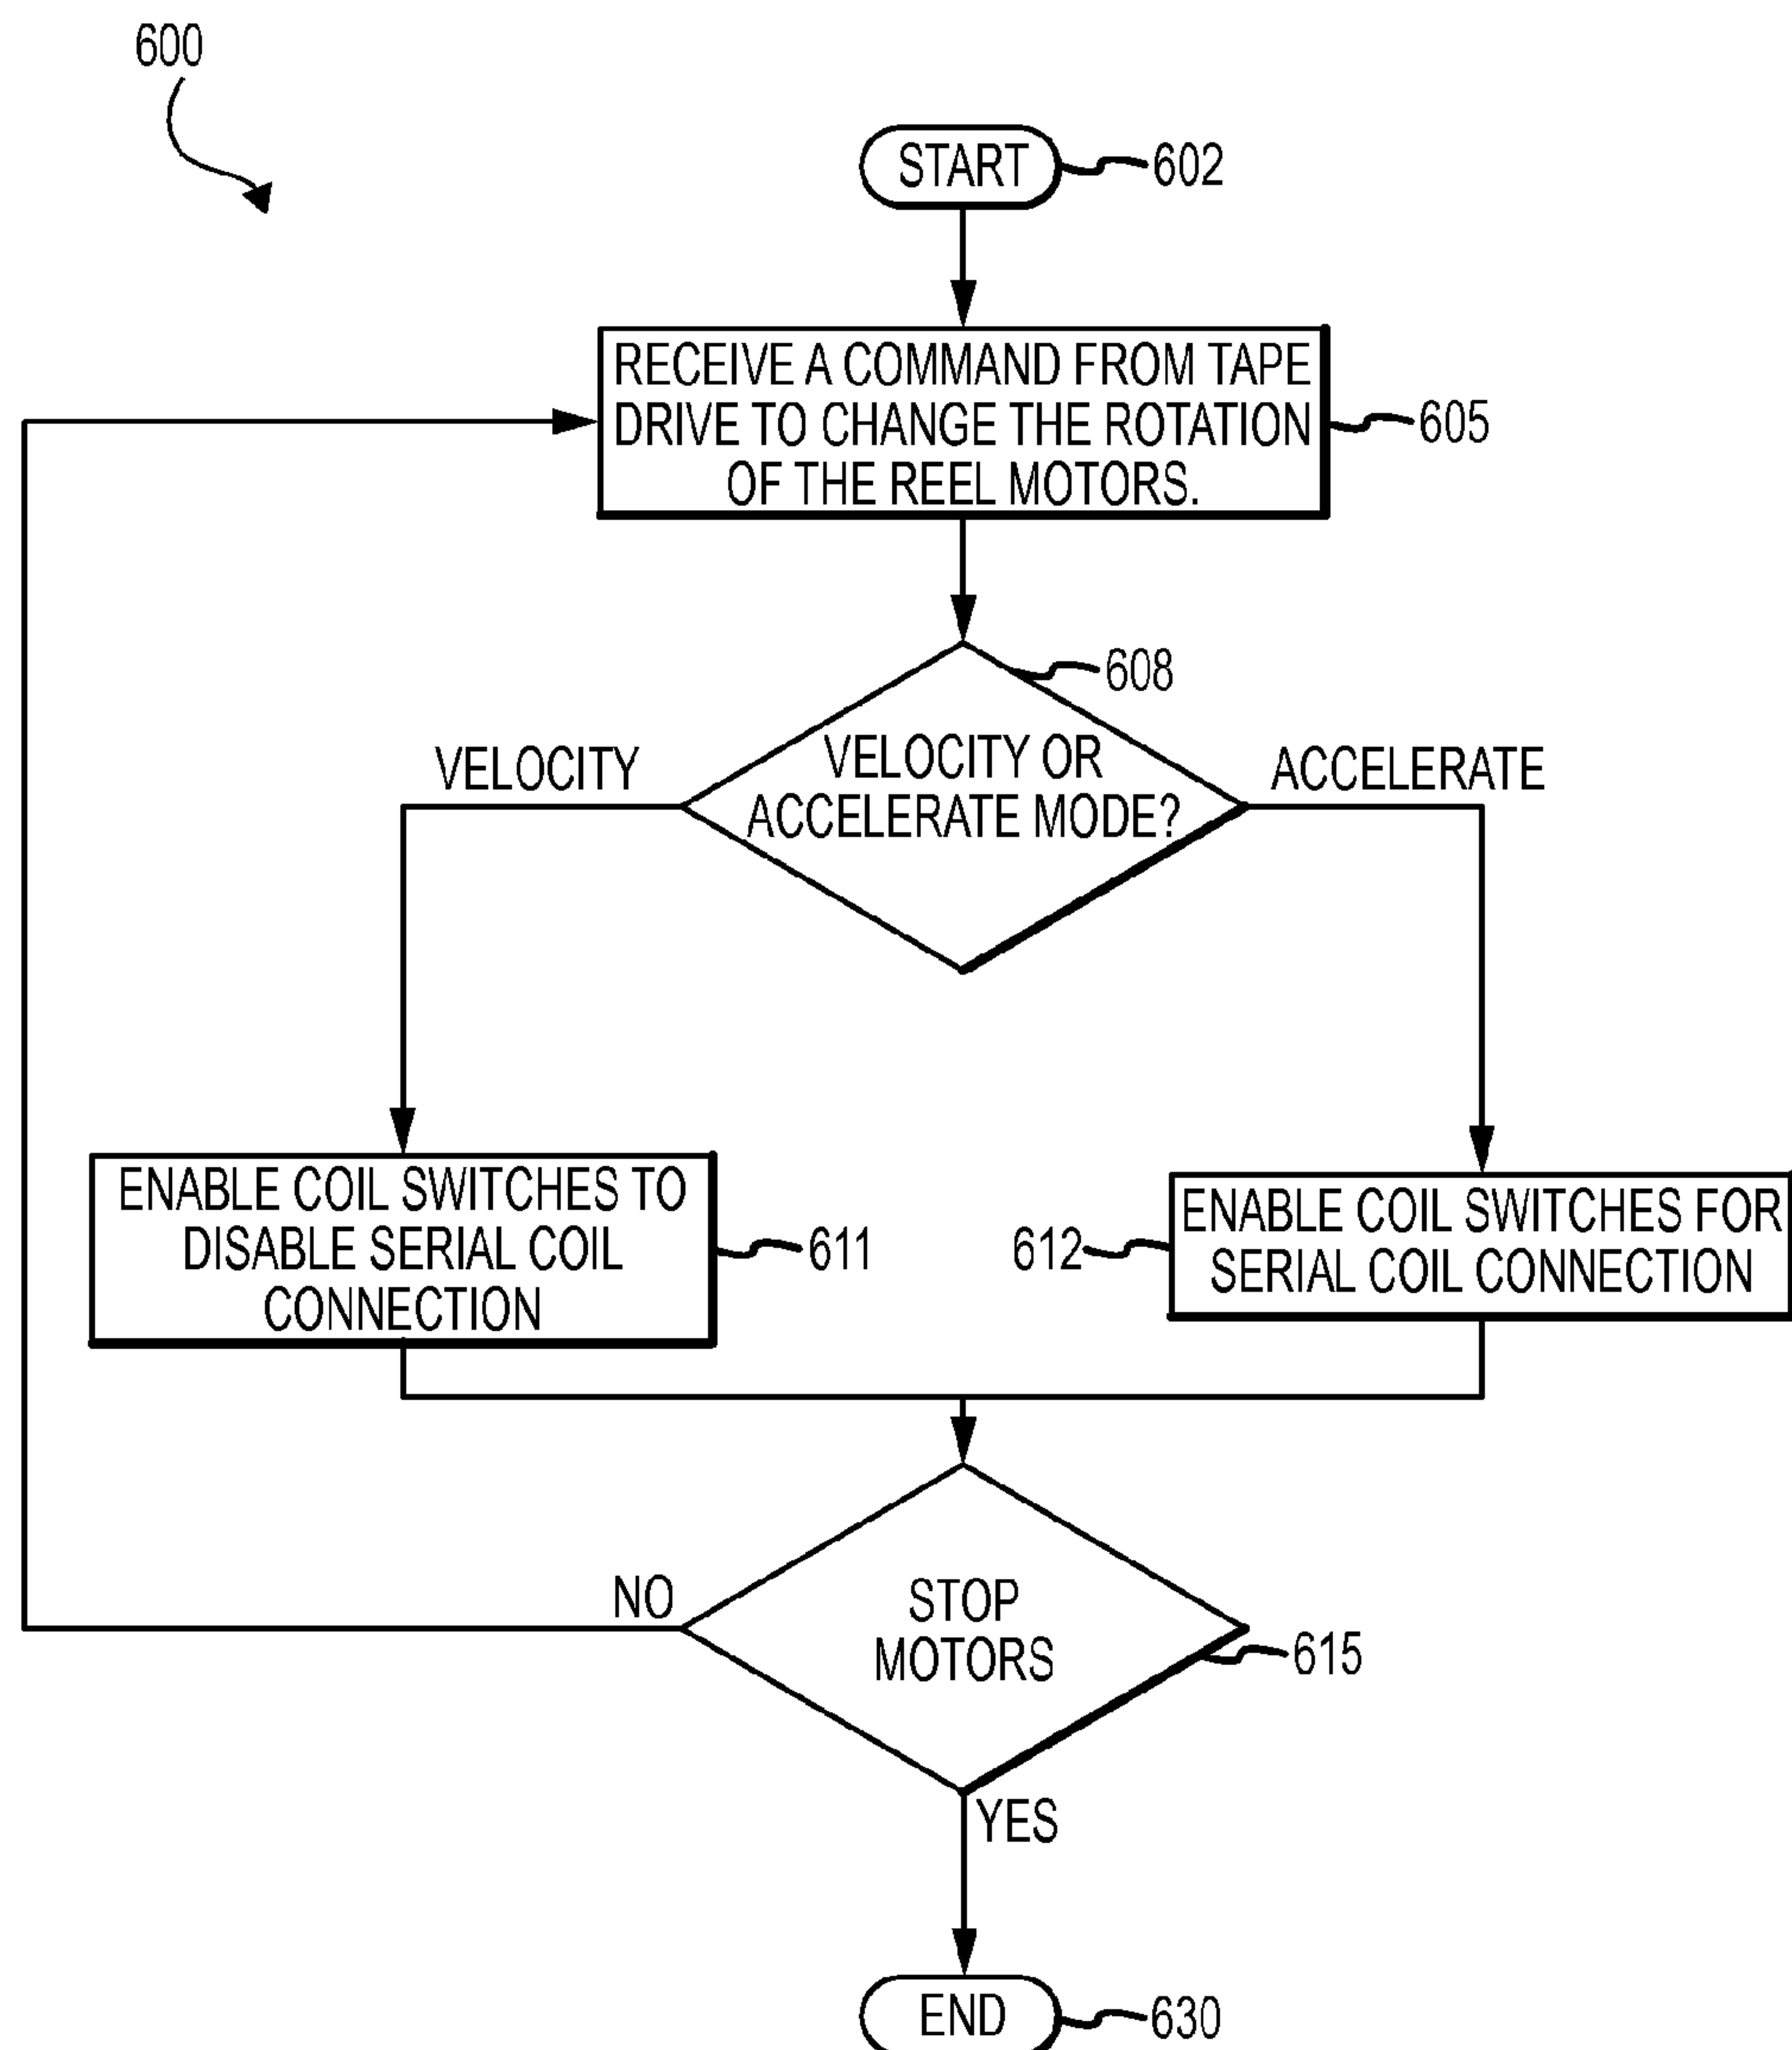 600
START
602
RECEIVE A COMMAND FROM TAPE
DRIVE TO CHANGE THE ROTATION
OF THE REEL MOTORS.
605
608
VELOCITY
VELOCITY OR
ACCELERATE MODE?
ACCELERATE
ENABLE COIL SWITCHES TO
DISABLE SERIAL COIL
CONNECTION
611
612
ENABLE COIL SWITCHES FOR
SERIAL COIL CONNECTION
NO
STOP
MOTORS
615
YES
END
630